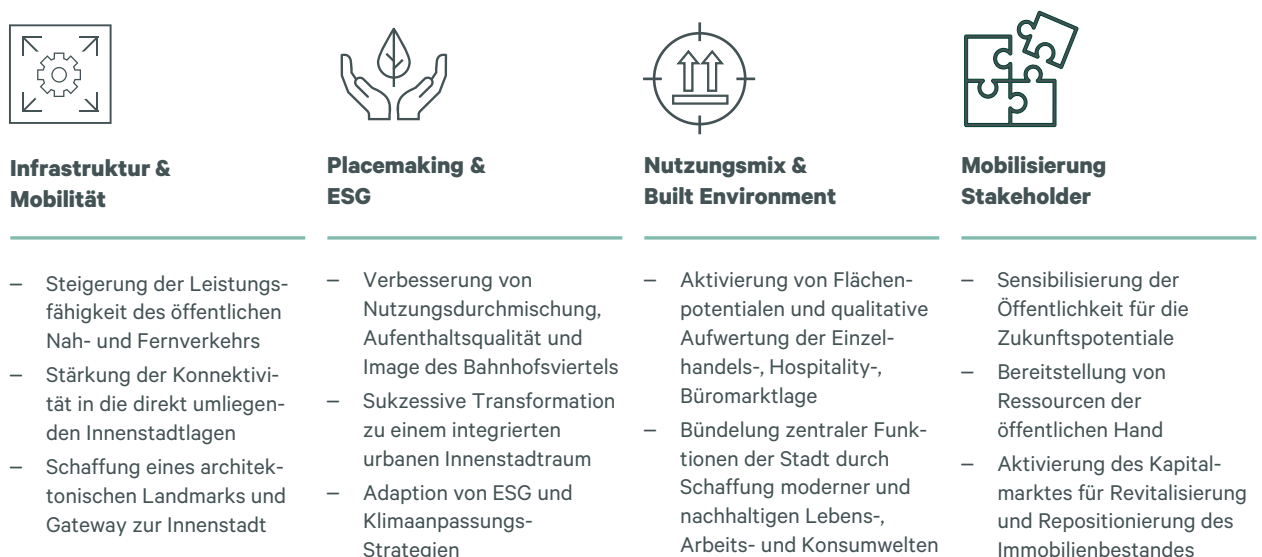 Infrastruktur &
Mobilität
– Steigerung der Leistungs-
fähigkeit des öffentlichen
Nah- und Fernverkehrs
– Stärkung der Konnektivi-
tät in die direkt umliegen-
den Innenstadtlagen
– Schaffung eines architek-
tonischen Landmarks und
Gateway zur Innenstadt
Placemaking &
ESG
– Verbesserung von
Nutzungsdurchmischung,
Aufenthaltsqualität und
Image des Bahnhofsviertels
– Sukzessive Transformation
zu einem integrierten
urbanen Innenstadtraum
– Adaption von ESG und
Klimaanpassungs-
Strategien
Nutzungsmix &
Built Environment
– Aktivierung von Flächen-
potentialen und qualitative
Aufwertung der Einzel-
handels-, Hospitality-,
Büromarktlage
– Bündelung zentraler Funk-
tionen der Stadt durch
Schaffung moderner und
nachhaltigen Lebens-,
Arbeits- und Konsumwelten
Mobilisierung
Stakeholder
– Sensibilisierung der
Öffentlichkeit für die
Zukunftspotentiale
– Bereitstellung von
Ressourcen der
öffentlichen Hand
– Aktivierung des Kapital-
marktes für Revitalisierung
und Repositionierung des
Immobilienbestandes